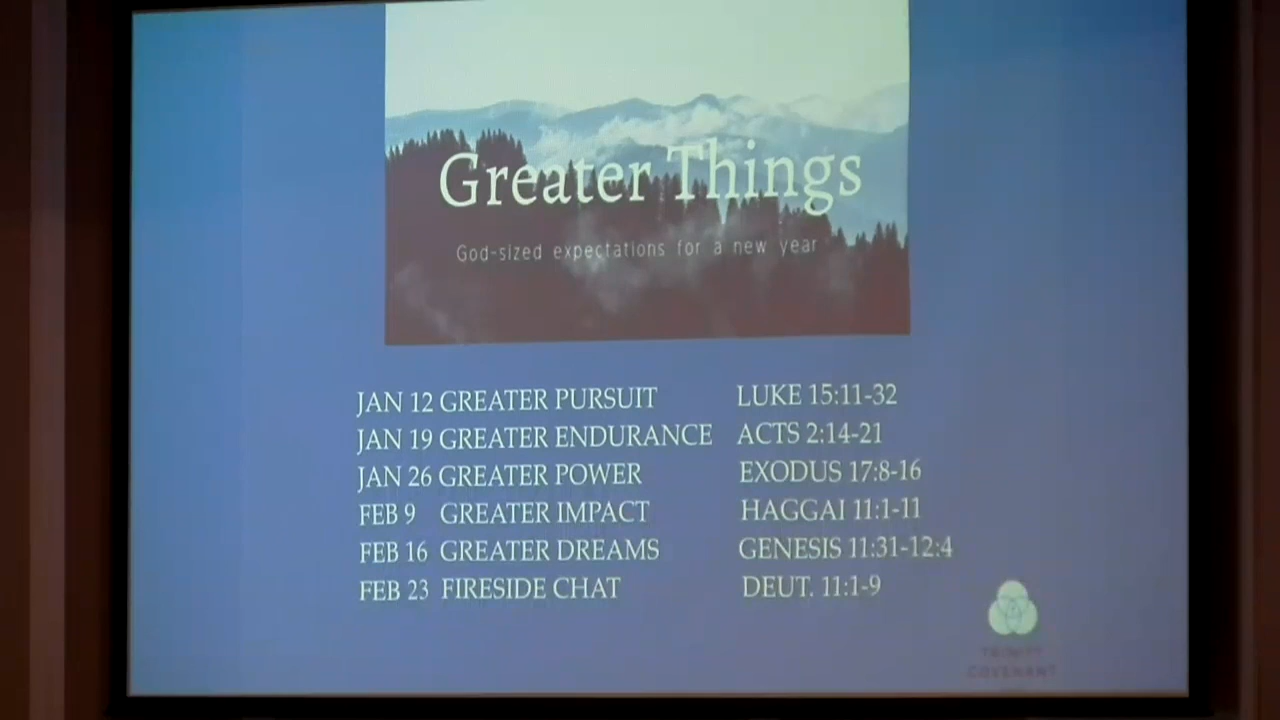 Greater Things
God-sized expectations for a new year
JAN 12 GREATER PURSUIT LUKE 15:11-32
JAN 19 GREATER ENDURANCE ACTS 2:14-21
JAN 26 GREATER POWER EXODUS 17:8-16
FEB 9 GREATER IMPACT HAGGAI 11:1-11
FEB 16 GREATER DREAMS GENESIS 11:31-12:4
FEB 23 FIRESIDE CHAT DEUT. 11:1-9
TRINITY
COVENANT